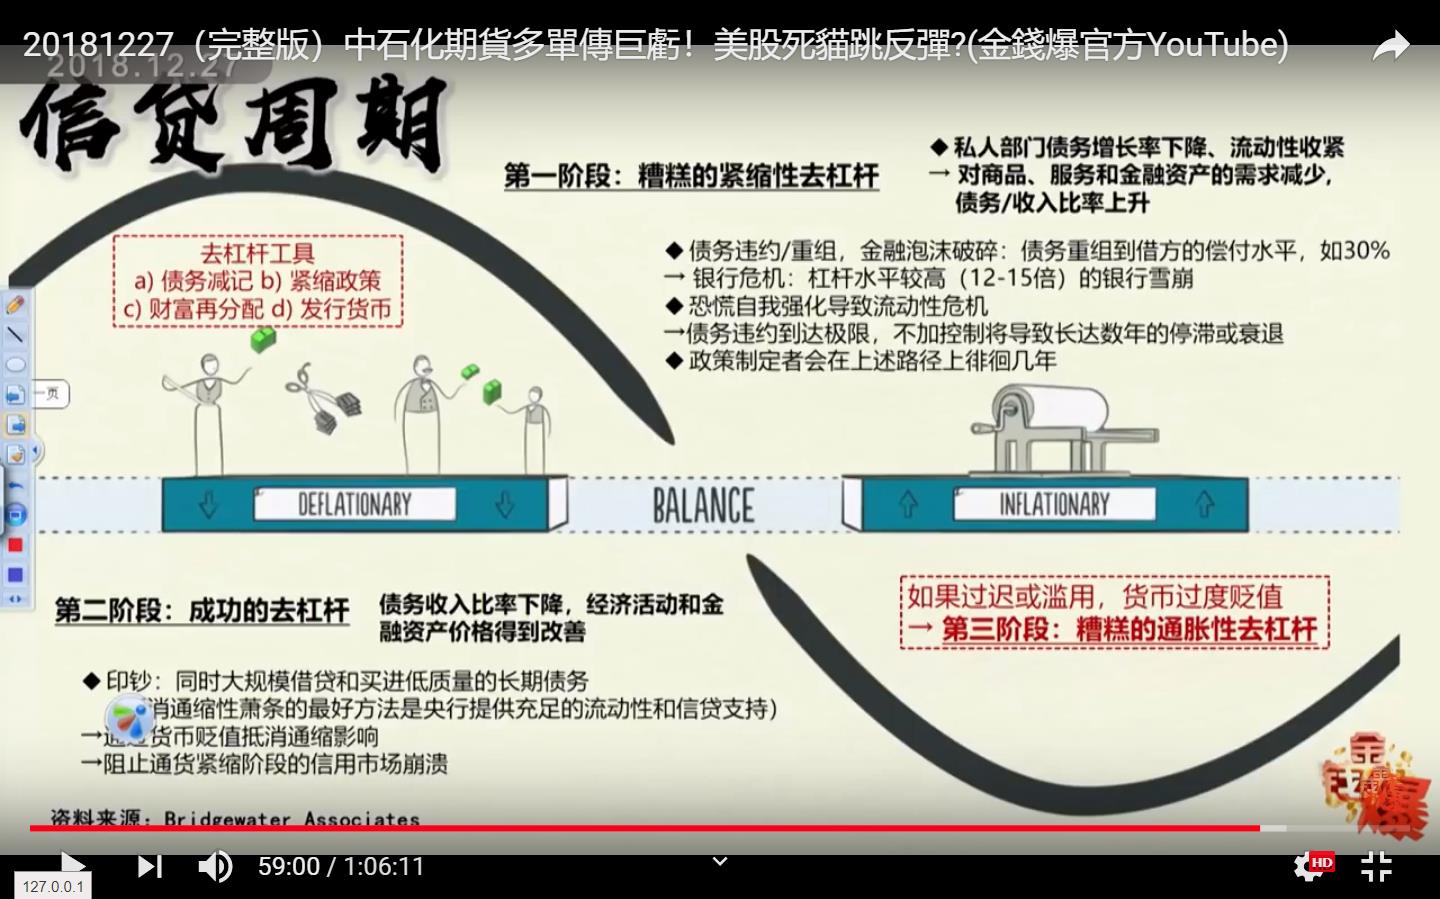 20181227（完整版）中石化期貨多單傳巨虧！美股死貓跳反彈?(金錢爆官方YouTube)
2018.12.27
信贷周期
第一阶段：糟糕的紧缩性去杠杆
◆ 私人部门债务增长率下降、流动性收紧
→ 对商品、服务和金融资产的需求减少,
债务/收入比率上升
去杠杆工具
a) 债务减记 b) 紧缩政策
c) 财富再分配 d) 发行货币
◆ 债务违约/重组，金融泡沫破碎：债务重组到借方的偿付水平，如30%
→ 银行危机：杠杆水平较高（12-15倍）的银行雪崩
◆ 恐慌自我强化导致流动性危机
→债务违约到达极限，不加控制将导致长达数年的停滞或衰退
◆ 政策制定者会在上述路径上徘徊几年
一页
DEFLATIONARY
BALANCE
INFLATIONARY
第二阶段：成功的去杠杆
债务收入比率下降，经济活动和金
融资产价格得到改善
如果过迟或滥用，货币过度贬值
→ 第三阶段：糟糕的通胀性去杠杆
◆ 印钞：同时大规模借贷和买进低质量的长期债务
消通缩性萧条的最好方法是央行提供充足的流动性和信贷支持）
→通过货币贬值抵消通缩影响
→阻止通货紧缩阶段的信用市场崩溃
金錢爆
资料来源：Bridgewater Associates
59:00 / 1:06:11
HD
127.0.0.1